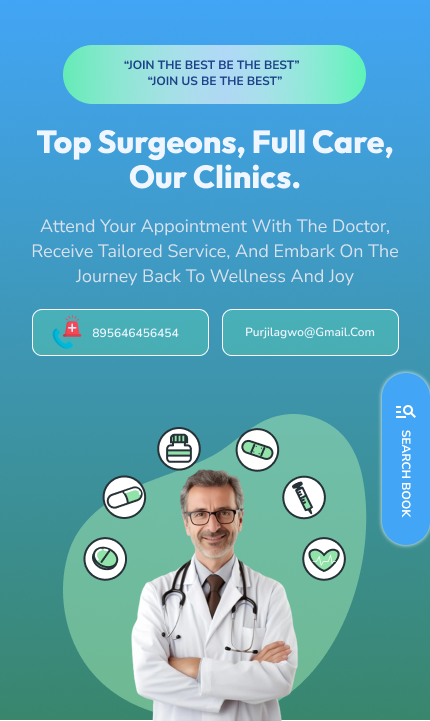 “JOIN THE BEST BE THE BEST”
“JOIN US BE THE BEST”
Top Surgeons, Full Care,
Our Clinics.
Attend Your Appointment With The Doctor,
Receive Tailored Service, And Embark On The
Journey Back To Wellness And Joy
895646456454
Purjilagwo@Gmail.Com
SEARCH BOOK